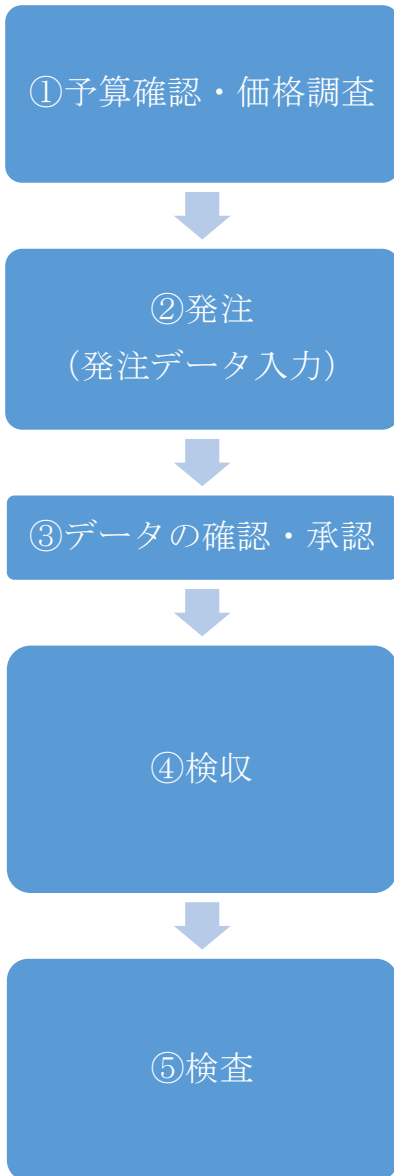 ①予算確認・価格調査
②発注
（発注データ入力）
③データの確認・承認
④検収
⑤検査